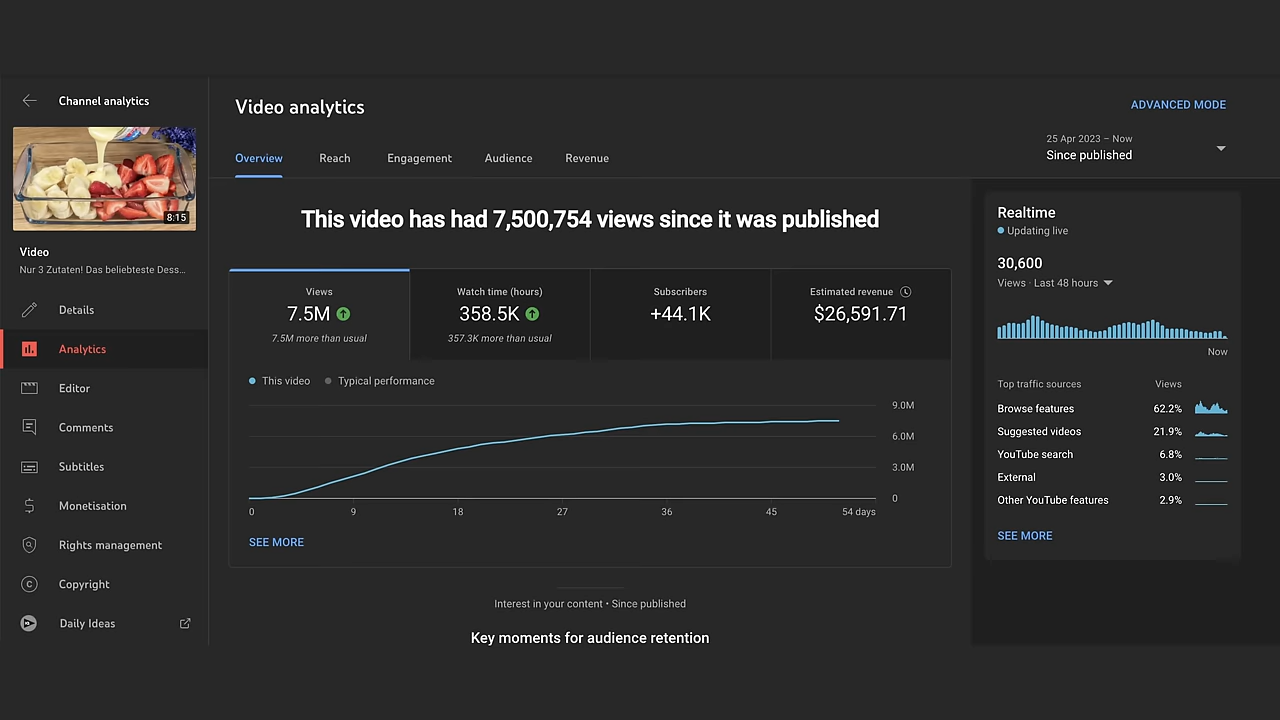 Channel analytics
8:15
Video
Nur 3 Zutaten! Das beliebteste Dess...
Details
Analytics
Editor
Comments
Subtitles
Monetisation
Rights management
Copyright
Daily Ideas
Video analytics
ADVANCED MODE
Overview Reach Engagement Audience Revenue
25 Apr 2023 – Now
Since published
This video has had 7,500,754 views since it was published
Views
7.5M
7.5M more than usual
Watch time (hours)
358.5K
357.3K more than usual
Subscribers
+44.1K
Estimated revenue
$26,591.71
This video Typical performance
9.0M
6.0M
3.0M
0
0 9 18 27 36 45 54 days
SEE MORE
Interest in your content • Since published
Key moments for audience retention
Realtime
Updating live
30,600
Views · Last 48 hours
Now
Top traffic sources Views
Browse features 62.2%
Suggested videos 21.9%
YouTube search 6.8%
External 3.0%
Other YouTube features 2.9%
SEE MORE